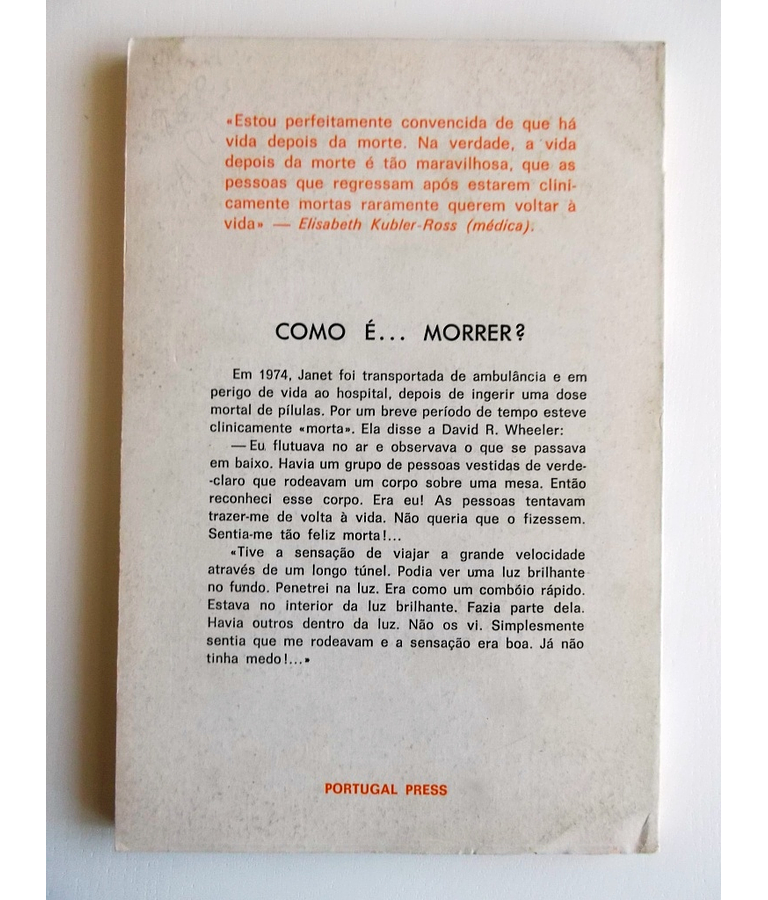 «Estou perfeitamente convencida de que há
vida depois da morte. Na verdade, a vida
depois da morte é tão maravilhosa, que as
pessoas que regressam após estarem clini-
camente mortas raramente querem voltar à
vida» — Elisabeth Kubler-Ross (médica).
COMO É... MORRER?
Em 1974, Janet foi transportada de ambulância e em
perigo de vida ao hospital, depois de ingerir uma dose
mortal de pílulas. Por um breve período de tempo esteve
clinicamente «morta». Ela disse a David R. Wheeler:
— Eu flutuava no ar e observava o que se passava
em baixo. Havia um grupo de pessoas vestidas de verde-
-claro que rodeavam um corpo sobre uma mesa. Então
reconheci esse corpo. Era eu! As pessoas tentavam
trazer-me de volta à vida. Não queria que o fizessem.
Sentia-me tão feliz morta!...
«Tive a sensação de viajar a grande velocidade
através de um longo túnel. Podia ver uma luz brilhante
no fundo. Penetrei na luz. Era como um combóio rápido.
Estava no interior da luz brilhante. Fazia parte dela.
Havia outros dentro da luz. Não os vi. Simplesmente
sentia que me rodeavam e a sensação era boa. Já não
tinha medo!...»
PORTUGAL PRESS